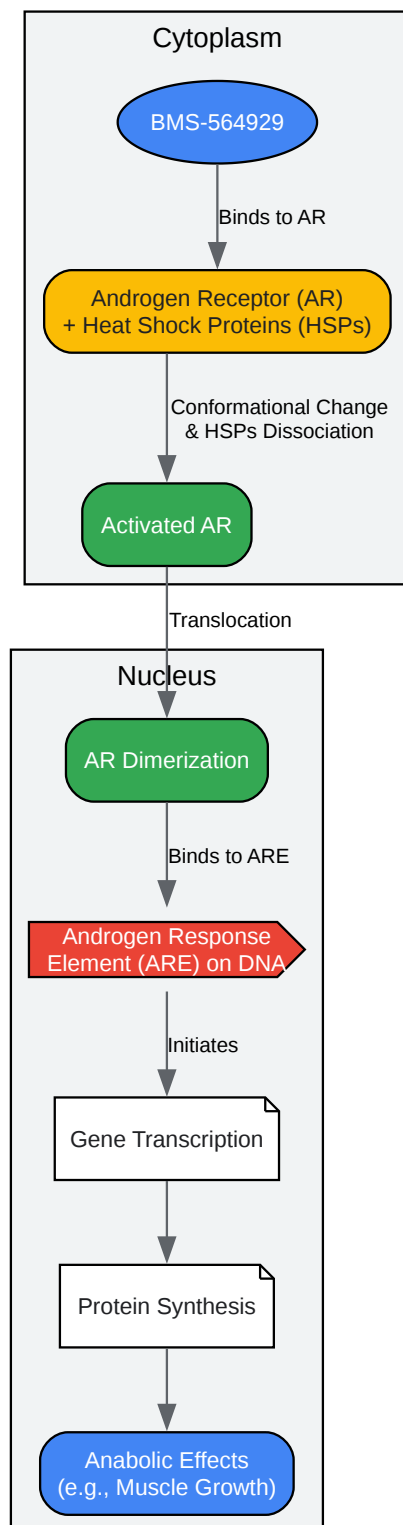 Cytoplasm
BMS-564929
Binds to AR
Androgen Receptor (AR)
+ Heat Shock Proteins (HSPs)
Conformational Change
& HSPs Dissociation
Activated AR
Translocation
Nucleus
AR Dimerization
Binds to ARE
Androgen Response
Element (ARE) on DNA
Initiates
Gene Transcription
Protein Synthesis
Anabolic Effects
(e.g., Muscle Growth)